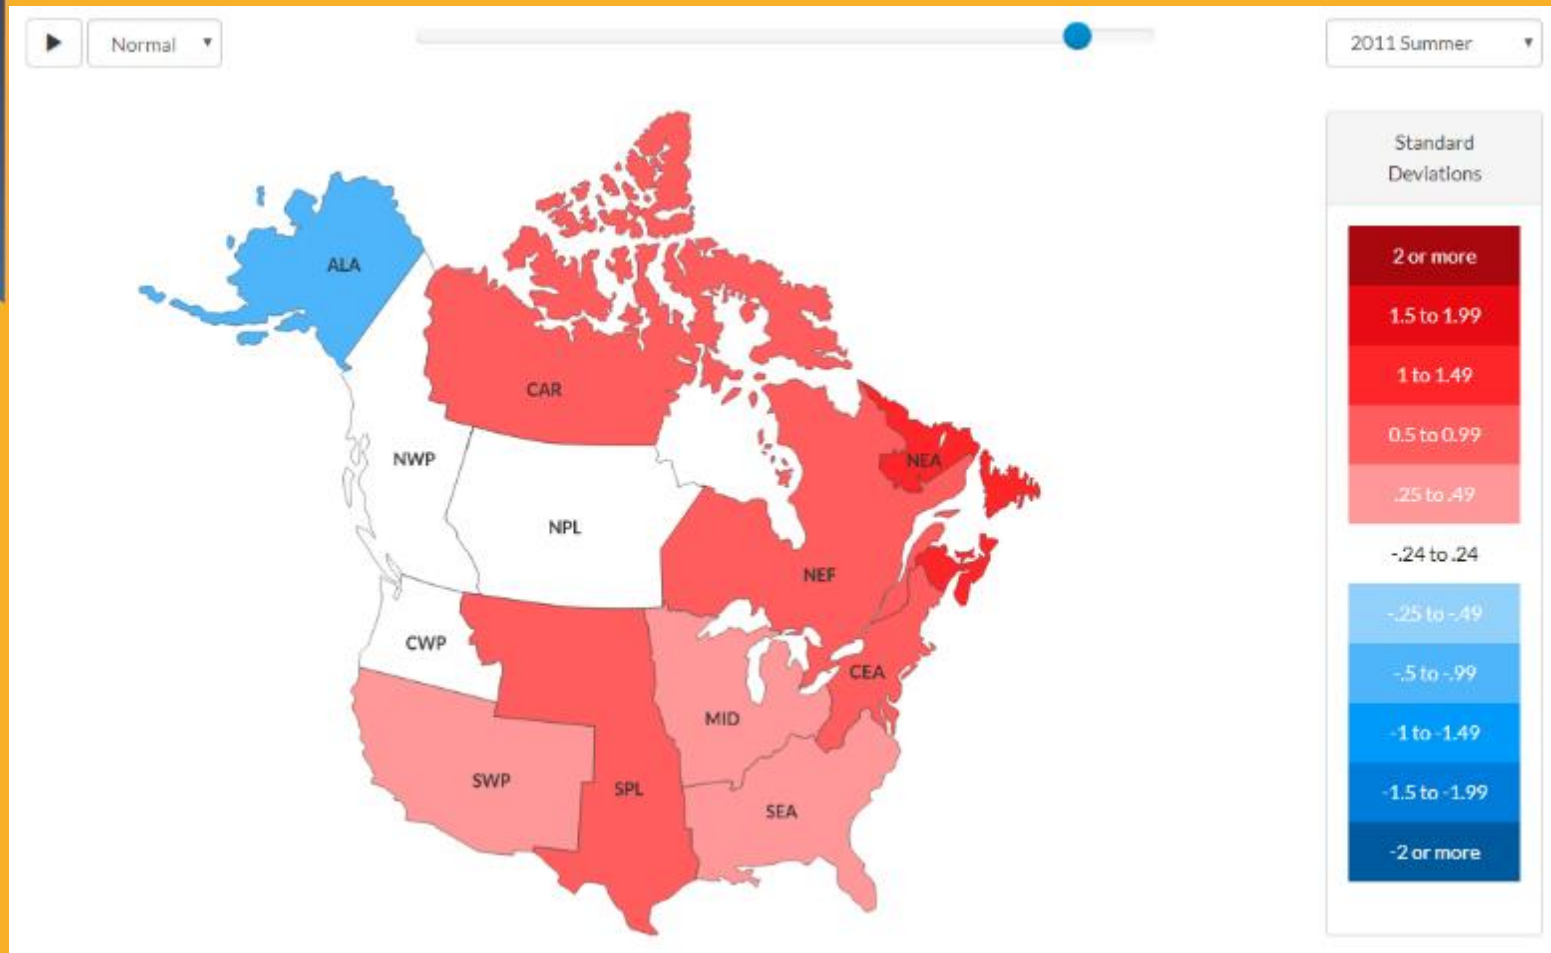 Normal
2011 Summer
Standard
Deviations
2 or more
1.5 to 1.99
1 to 1.49
0.5 to 0.99
.25 to .49
-.24 to .24
-.25 to -.49
-.5 to -.99
-1 to -1.49
-1.5 to -1.99
-2 or more
ALA
CAR
NWP
NEA
NPL
NEF
CWP
CEA
MID
SWP
SPL
SEA